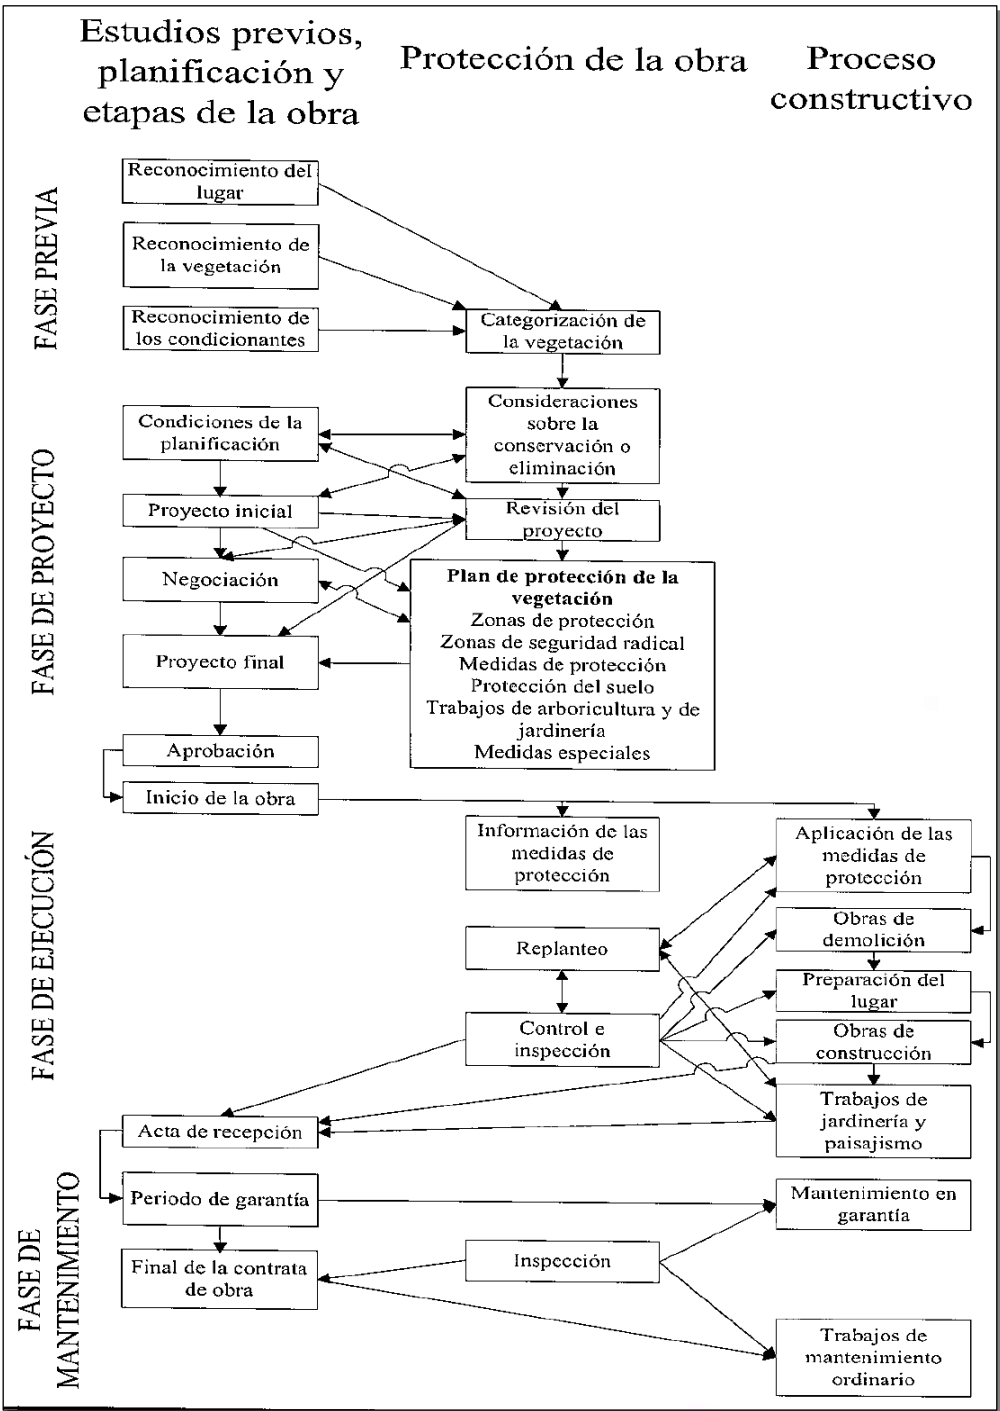 Estudios previos,
planificación y
etapas de la obra
Protección de la obra
Proceso
constructivo
FASE PREVIA
Reconocimiento del
lugar
Reconocimiento de
la vegetación
Reconocimiento de
los condicionantes
Categorización de
la vegetación
FASE DE PROYECTO
Condiciones de la
planificación
Consideraciones
sobre la
conservación o
eliminación
Proyecto inicial
Revisión del
proyecto
Negociación
Plan de protección de la
vegetación
Zonas de protección
Zonas de seguridad radical
Medidas de protección
Protección del suelo
Trabajos de arboricultura y de
jardinería
Medidas especiales
Proyecto final
Aprobación
Inicio de la obra
FASE DE EJECUCIÓN
Información de las
medidas de
protección
Aplicación de las
medidas de
protección
Replanteo
Obras de
demolición
Preparación del
lugar
Control e
inspección
Obras de
construcción
Acta de recepción
Trabajos de
jardinería y
paisajismo
FASE DE
MANTENIMIENTO
Periodo de garantía
Mantenimiento en
garantía
Final de la contrata
de obra
Inspección
Trabajos de
mantenimiento
ordinario